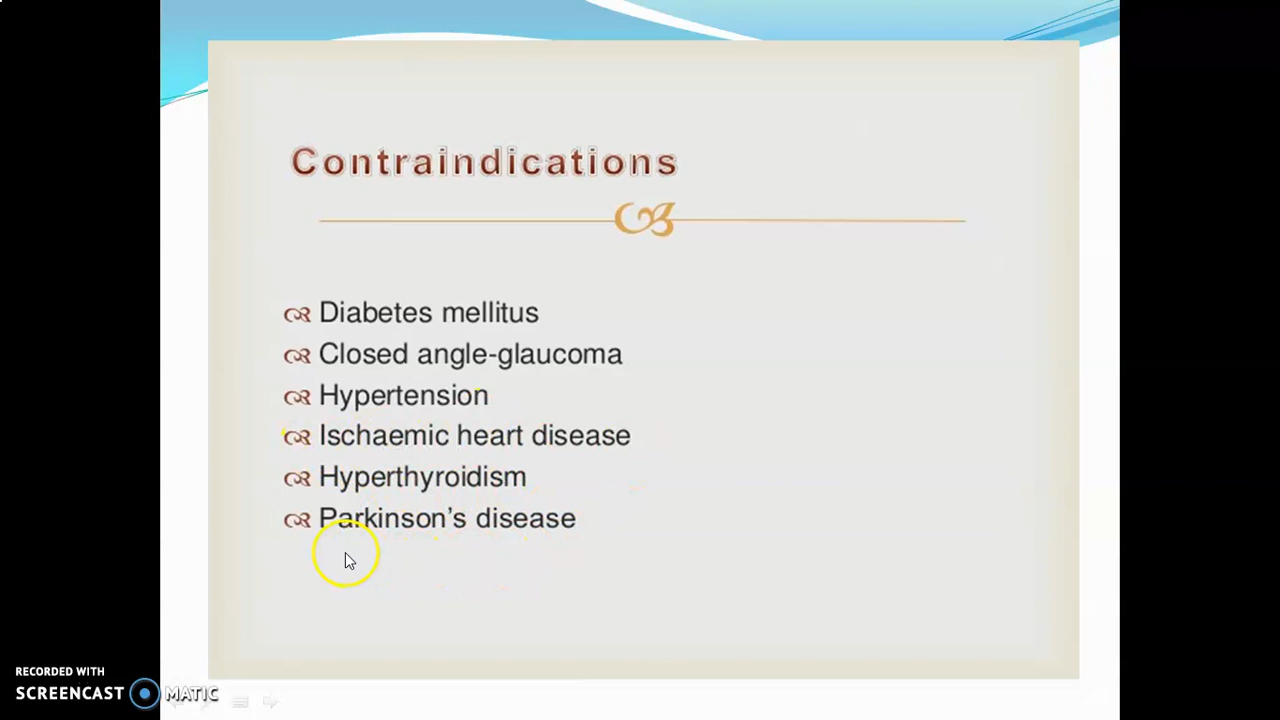 Contraindications
Diabetes mellitus
Closed angle-glaucoma
Hypertension
Ischaemic heart disease
Hyperthyroidism
Parkinson's disease
RECORDED WITH
SCREENCAST MATIC